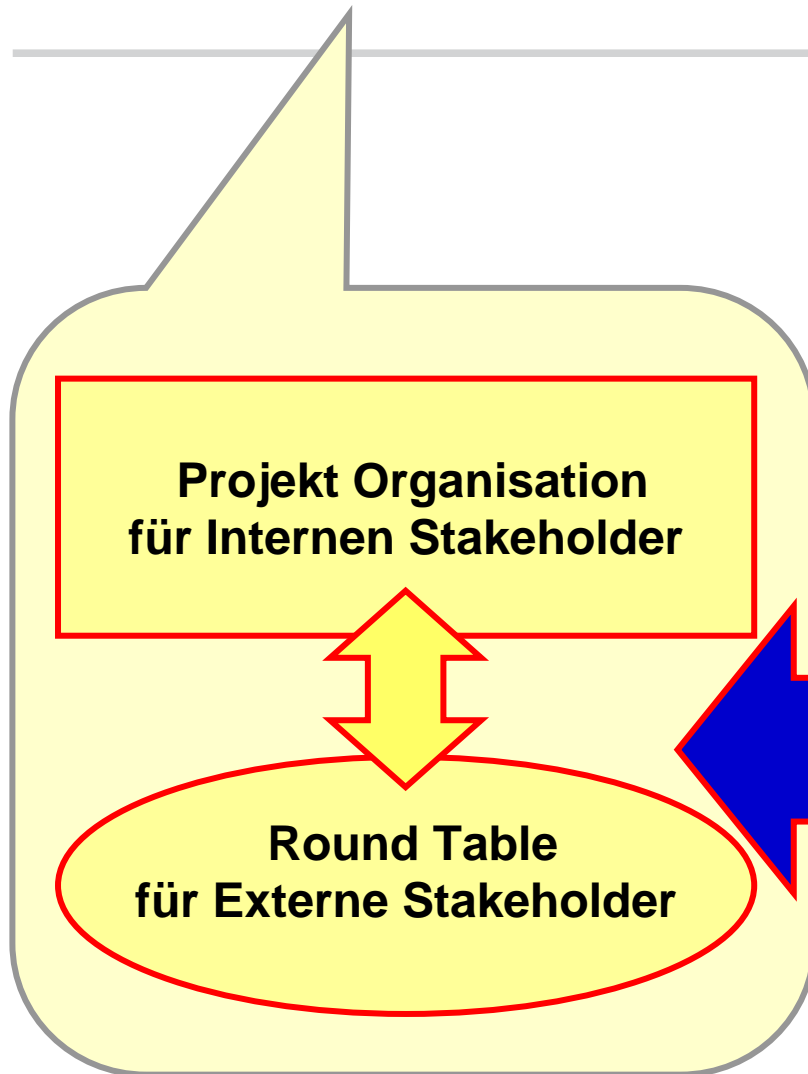 Projekt Organisation
für Internen Stakeholder
Round Table
für Externe Stakeholder